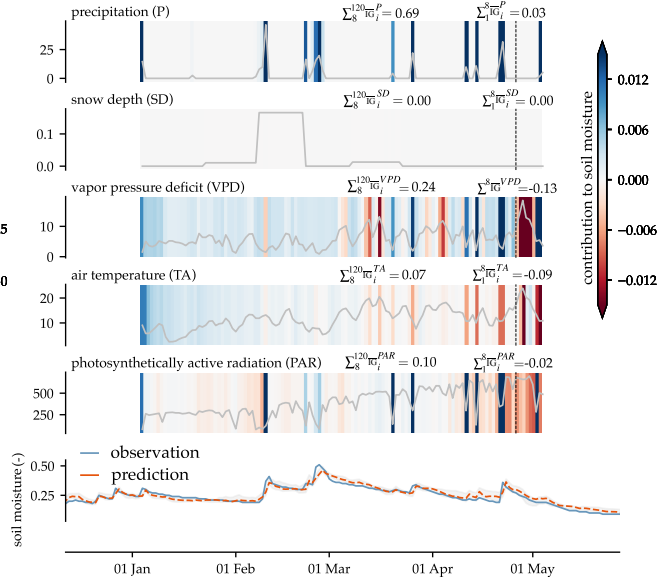 precipitation (P) Σ₈¹²⁰ IG̅ᵢᴾ = 0.69 Σ₁⁸ IG̅ᵢᴾ = 0.03
25
0
snow depth (SD) Σ₈¹²⁰ IG̅ᵢˢᴰ = 0.00 Σ₁⁸ IG̅ᵢˢᴰ = 0.00
0.1
0.0
vapor pressure deficit (VPD) Σ₈¹²⁰ IG̅ᵢⱽᴾᴰ = 0.24 Σ⁸ IG̅ⱽᴾᴰ = -0.13
10
0
air temperature (TA) Σ₈¹²⁰ IG̅ᵢᵀᴬ = 0.07 Σ₁⁸ IG̅ᵢᵀᴬ = -0.09
20
10
photosynthetically active radiation (PAR) Σ₈¹²⁰ IG̅ᵢᴾᴬᴿ = 0.10 Σ₁⁸ IG̅ᵢᴾᴬᴿ = -0.02
500
250
observation
prediction
0.50
0.25
soil moisture (-)
01 Jan 01 Feb 01 Mar 01 Apr 01 May
0.012
0.006
0.000
−0.006
−0.012
contribution to soil moisture
5
0